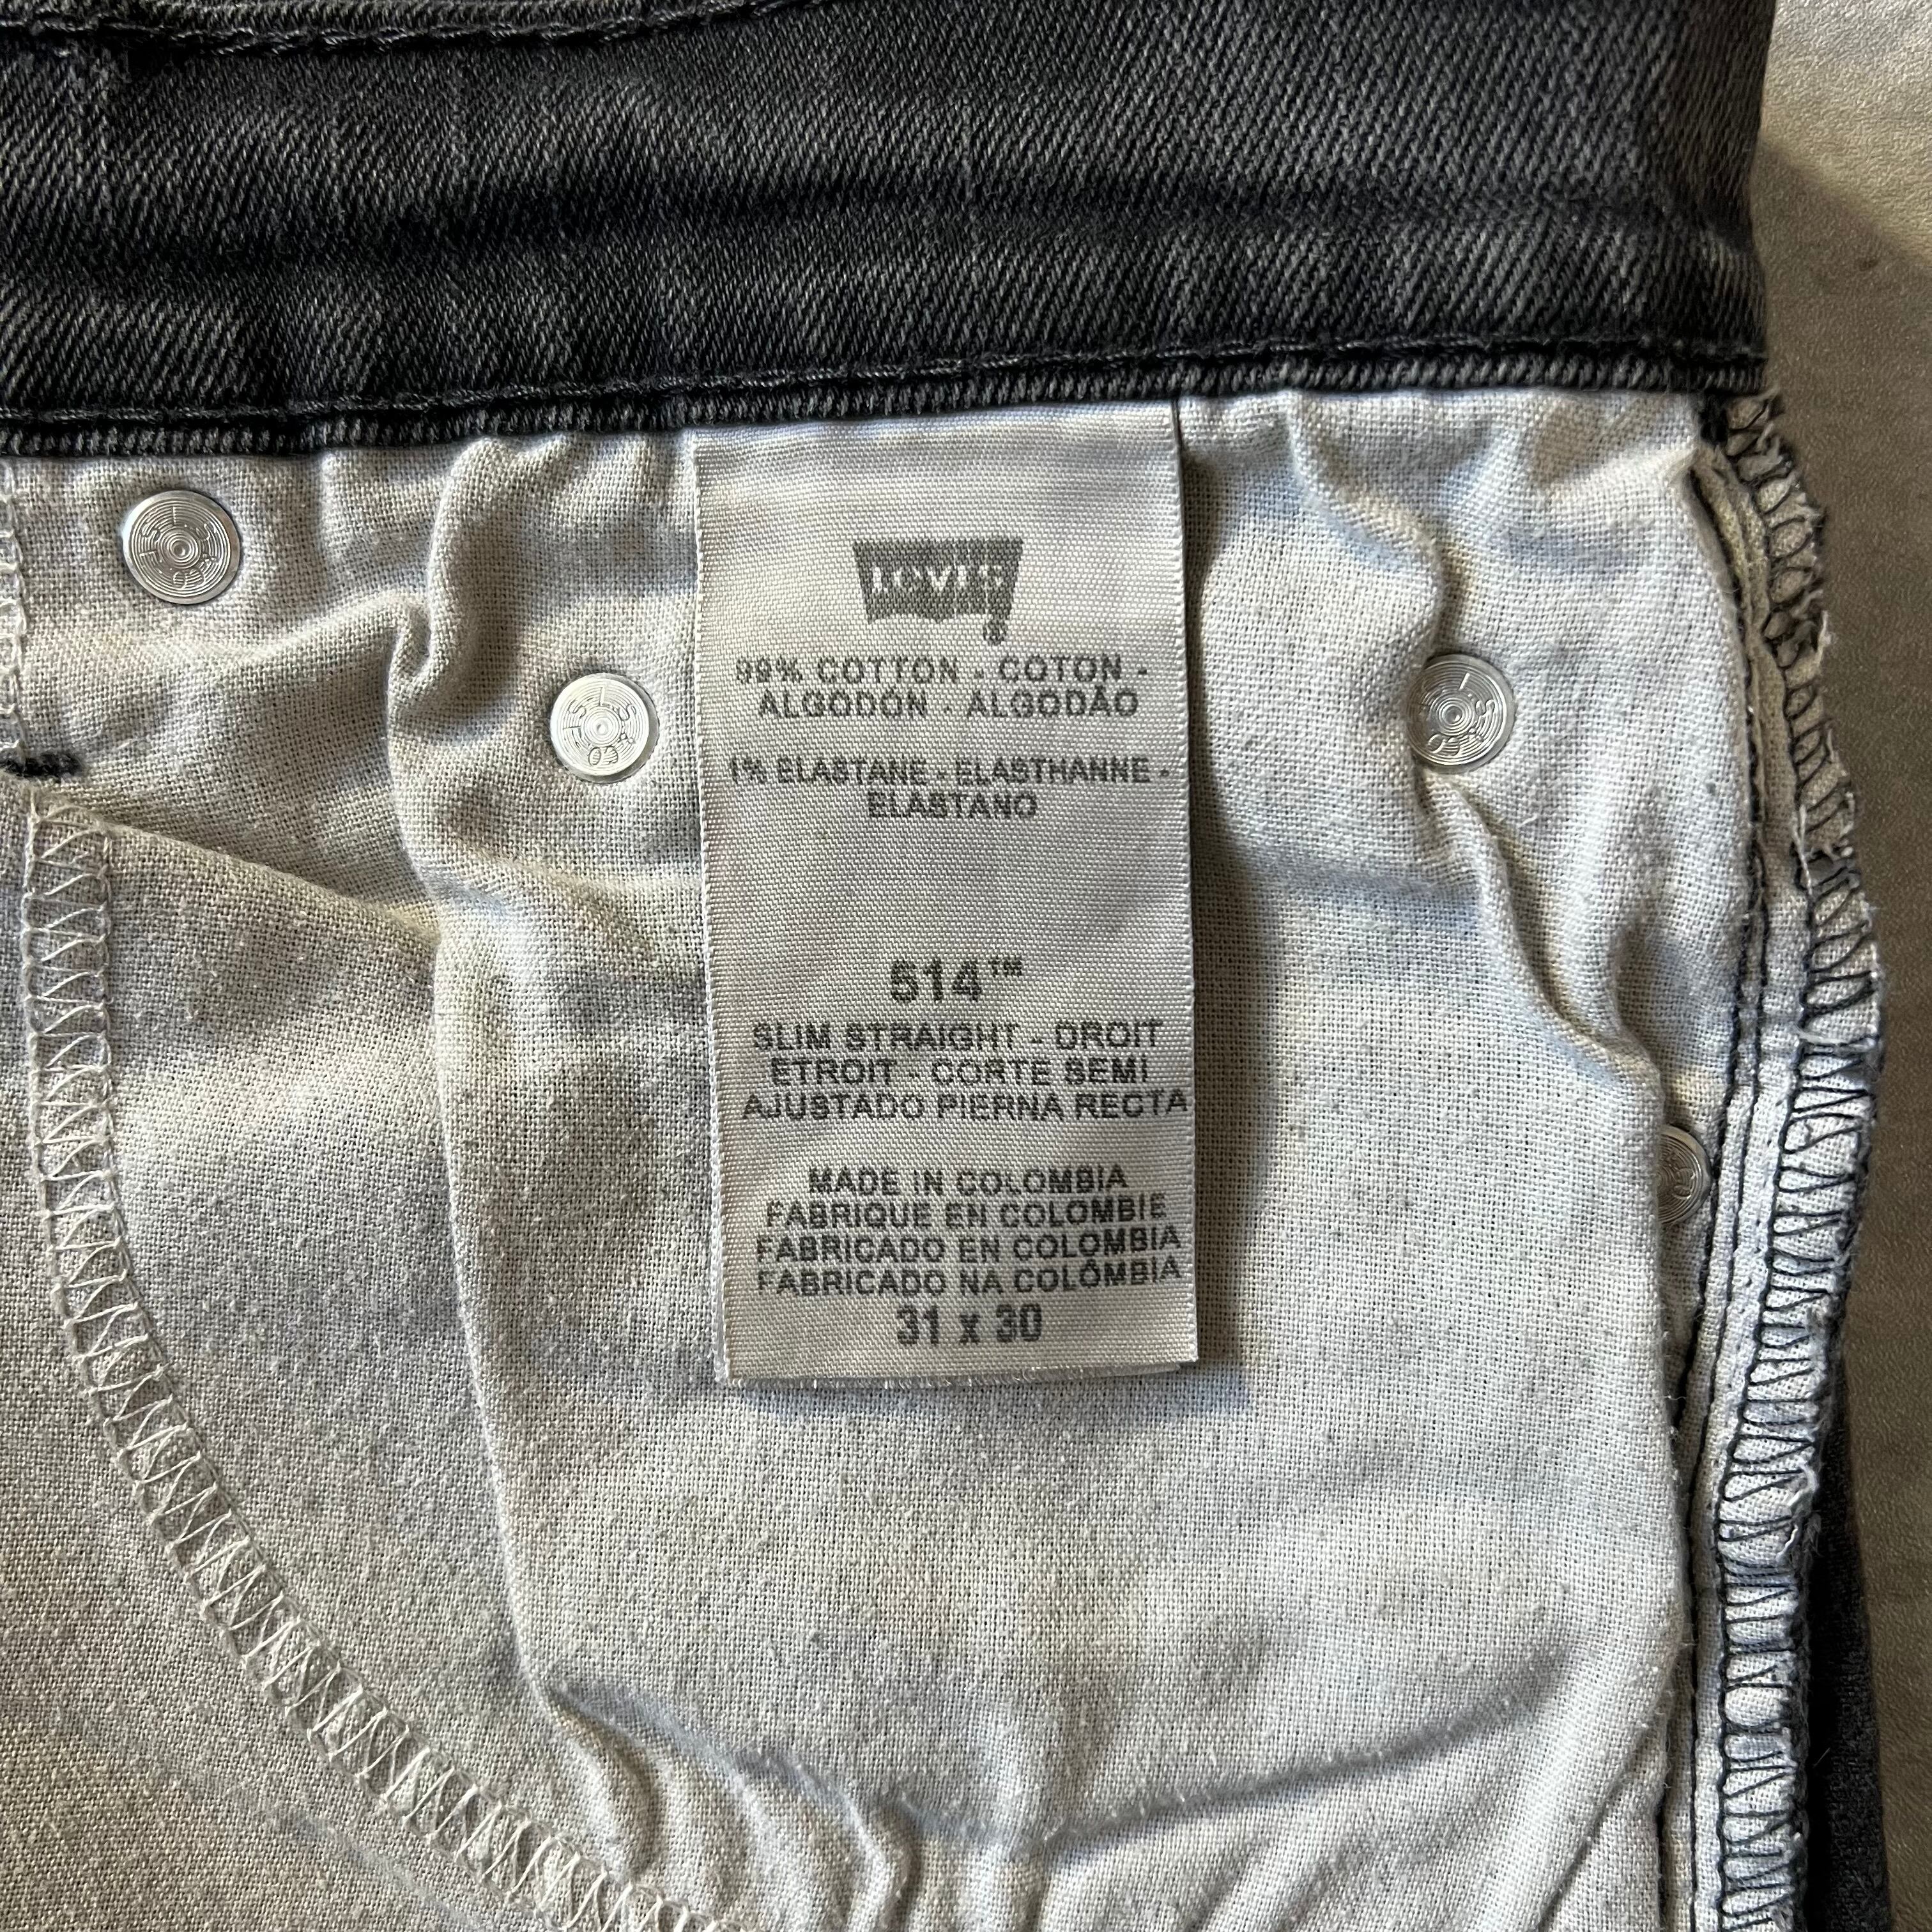 Levi's
®
99% COTTON - COTON -
ALGODÓN - ALGODÃO
1% ELASTANE - ELASTHANNE -
ELASTANO
514™
SLIM STRAIGHT - DROIT
ETROIT - CORTE SEMI
AJUSTADO PIERNA RECTA
MADE IN COLOMBIA
FABRIQUE EN COLOMBIE
FABRICADO EN COLOMBIA
FABRICADO NA COLÔMBIA
31 x 30